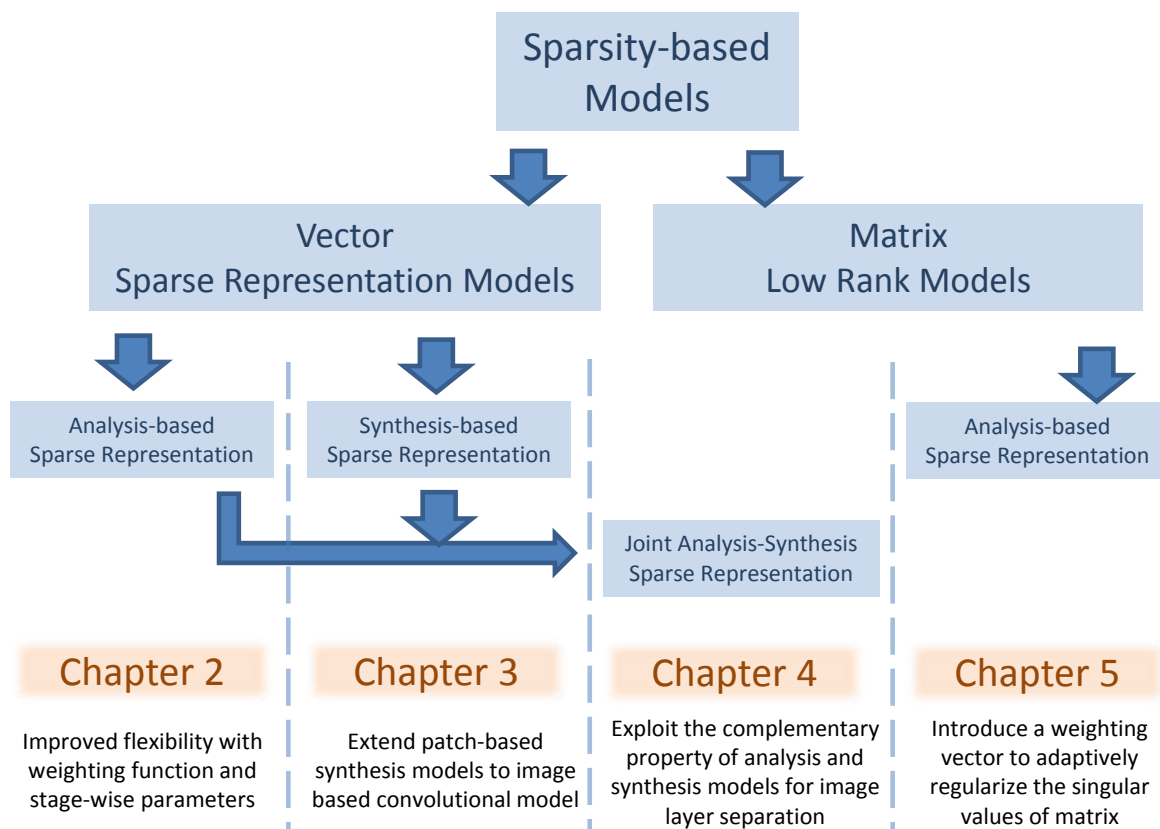 Sparsity-based
Models
Vector
Sparse Representation Models
Matrix
Low Rank Models
Analysis-based
Sparse Representation
Synthesis-based
Sparse Representation
Analysis-based
Sparse Representation
Joint Analysis-Synthesis
Sparse Representation
Chapter 2
Improved flexibility with
weighting function and
stage-wise parameters
Chapter 3
Extend patch-based
synthesis models to image
based convolutional model
Chapter 4
Exploit the complementary
property of analysis and
synthesis models for image
layer separation
Chapter 5
Introduce a weighting
vector to adaptively
regularize the singular
values of matrix